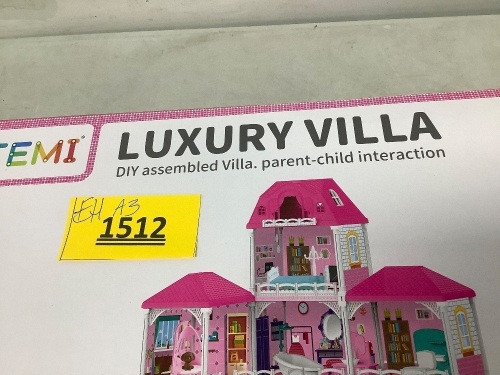 TEMI®
LUXURY VILLA
DIY assembled Villa. parent-child interaction
A3
1512